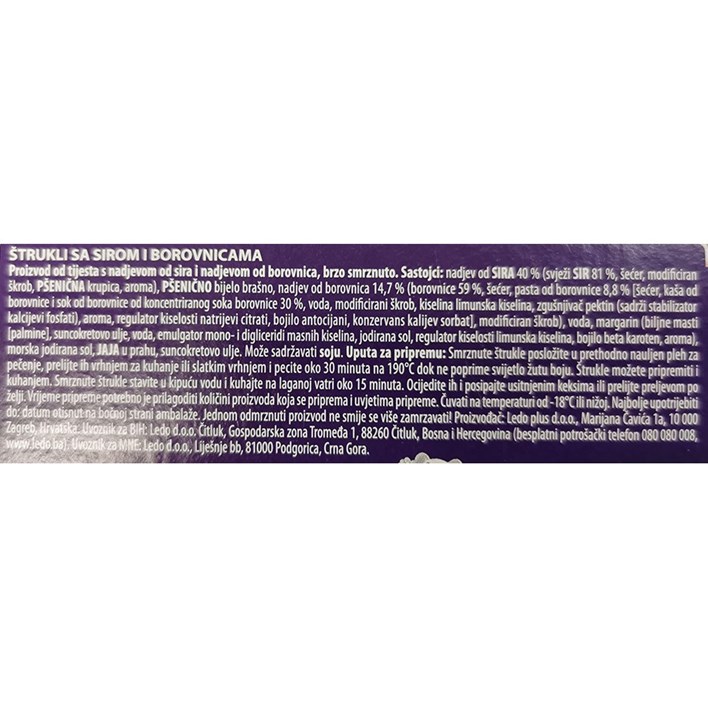 ŠTRUKLI SA SIROM I BOROVNICAMA
Proizvod od tijesta s nadjevom od sira i nadjevom od borovnica, brzo smrznuto. Sastojci: nadjev od SIRA 40 % (svježi SIR 81 %, šećer, modificiran
škrob, PŠENIČNA krupica, aroma), PŠENIČNO bijelo brašno, nadjev od borovnica 14,7 % (borovnice 59 %, šećer, pasta od borovnice 8,8 % [šećer, kaša od
borovnice i sok od borovnice od koncentriranog soka borovnice 30 %, voda, modificirani škrob, kiselina limunska kiselina, zgušnjivač pektin (sadrži stabilizator
kalcijevi fosfati), aroma, regulator kiselosti natrijevi citrati, bojilo antocijani, konzervans kalijev sorbat], modificiran škrob), voda, margarin (biljne masti
[palmine], suncokretovo ulje, voda, emulgator mono- i digliceridi masnih kiselina, jodirana sol, regulator kiselosti limunska kiselina, bojilo beta karoten, aroma),
morska jodirana sol, JAJA u prahu, suncokretovo ulje. Može sadržavati soju. Uputa za pripremu: Smrznute štrukle posložite u prethodno nauljen pleh za
pečenje, prelijte ih vrhnjem za kuhanje ili slatkim vrhnjem i pecite oko 30 minuta na 190°C dok ne poprime svijetlo žutu boju. Štrukle možete pripremiti i
kuhanjem. Smrznute štrukle stavite u kipuću vodu i kuhajte na laganoj vatri oko 15 minuta. Ocijedite ih i posipajte usitnjenim keksima ili prelijte preljevom po
želji. Vrijeme pripreme potrebno je prilagoditi količini proizvoda koja se priprema i uvjetima pripreme. Čuvati na temperaturi od -18°C ili nižoj. Najbolje upotrijebiti
do: datum otisnut na bočnoj strani ambalaže. Jednom odmrznuti proizvod ne smije se više zamrzavati! Proizvođač: Ledo plus d.o.o., Marijana Čavića 1a, 10 000
Zagreb, Hrvatska. Uvoznik za BIH: Ledo d.o.o. Čitluk, Gospodarska zona Tromeđa 1, 88260 Čitluk, Bosna i Hercegovina (besplatni potrošački telefon 080 080 008,
www.ledo.ba). Uvoznik za MNE: Ledo d.o.o., Liješnje bb, 81000 Podgorica, Crna Gora.